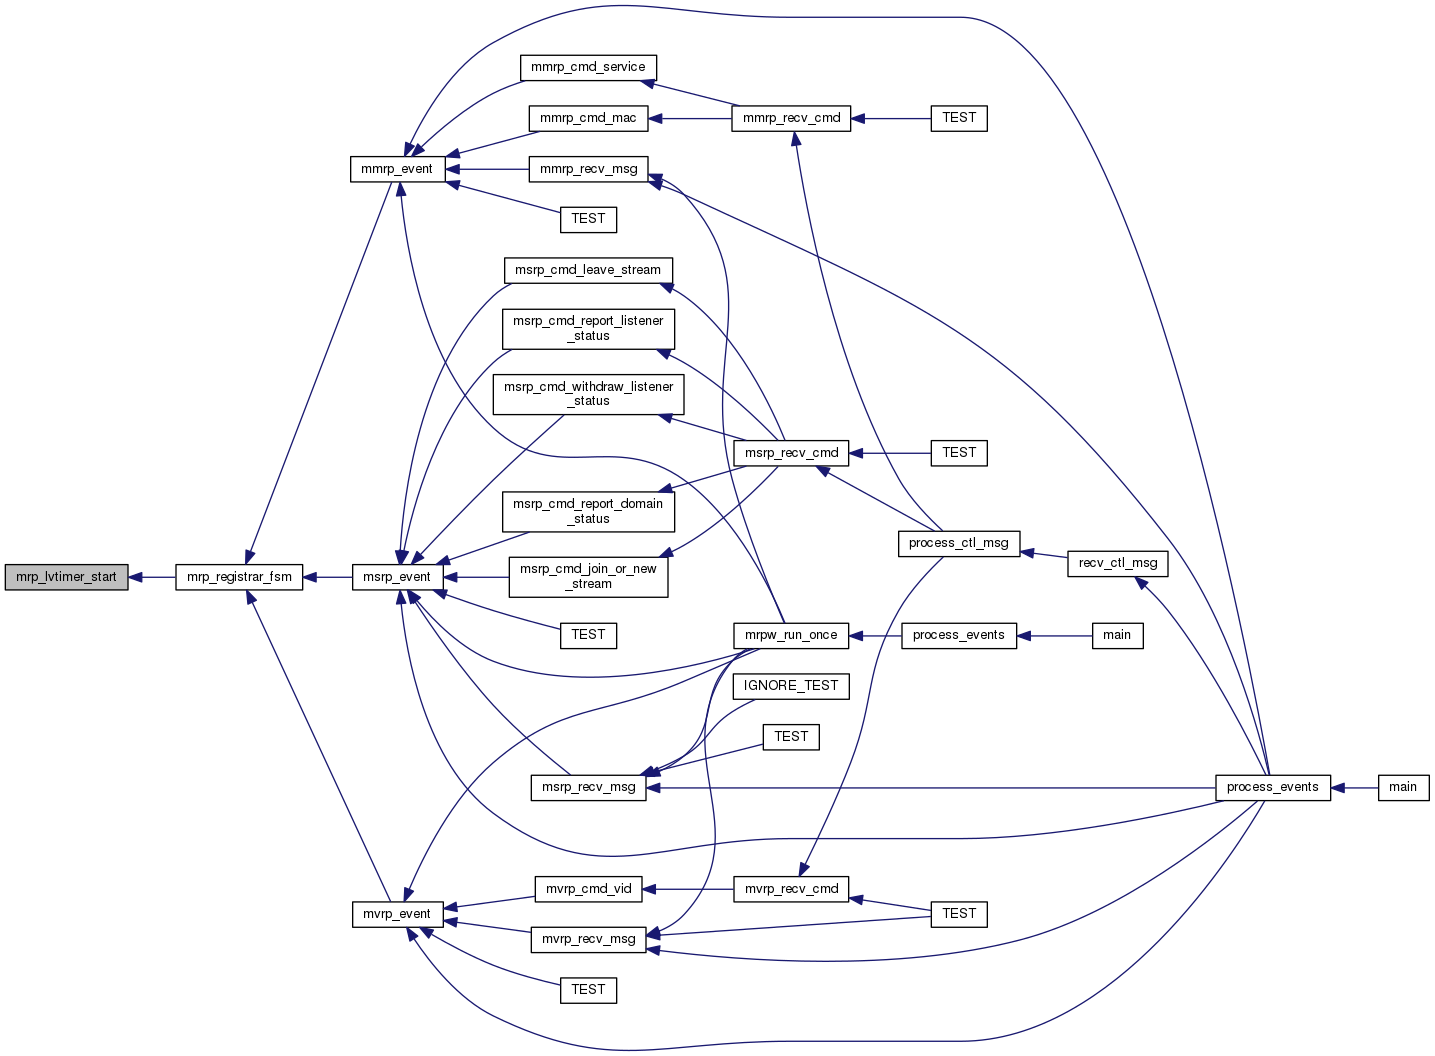 mmrp_cmd_service
mmrp_cmd_mac
mmrp_recv_cmd
TEST
mmrp_event
mmrp_recv_msg
TEST
msrp_cmd_leave_stream
msrp_cmd_report_listener
_status
msrp_cmd_withdraw_listener
_status
msrp_recv_cmd
TEST
msrp_cmd_report_domain
_status
process_ctl_msg
recv_ctl_msg
mrp_lvtimer_start
mrp_registrar_fsm
msrp_event
msrp_cmd_join_or_new
_stream
TEST
mrpw_run_once
process_events
main
IGNORE_TEST
TEST
msrp_recv_msg
process_events
main
mvrp_cmd_vid
mvrp_recv_cmd
mvrp_event
TEST
mvrp_recv_msg
TEST